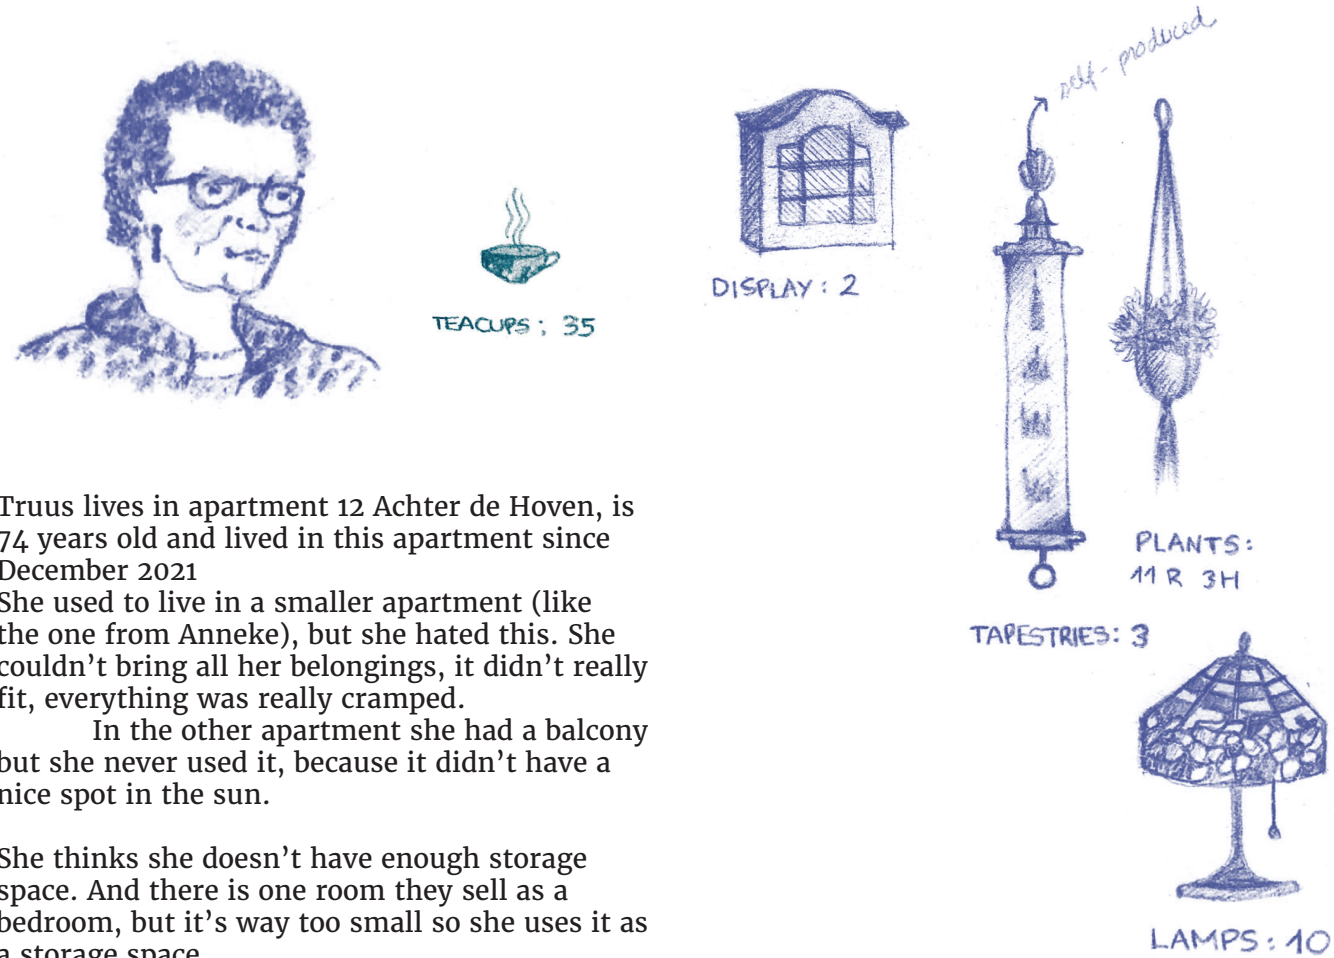 self-produced
DISPLAY: 2
TEACUPS: 35
PLANTS:
11 R 3H
TAPESTRIES: 3
LAMPS: 10
Truus lives in apartment 12 Achter de Hoven, is
74 years old and lived in this apartment since
December 2021
She used to live in a smaller apartment (like
the one from Anneke), but she hated this. She
couldn’t bring all her belongings, it didn’t really
fit, everything was really cramped.
In the other apartment she had a balcony
but she never used it, because it didn’t have a
nice spot in the sun.
She thinks she doesn’t have enough storage
space. And there is one room they sell as a
bedroom, but it’s way too small so she uses it as
a storage space